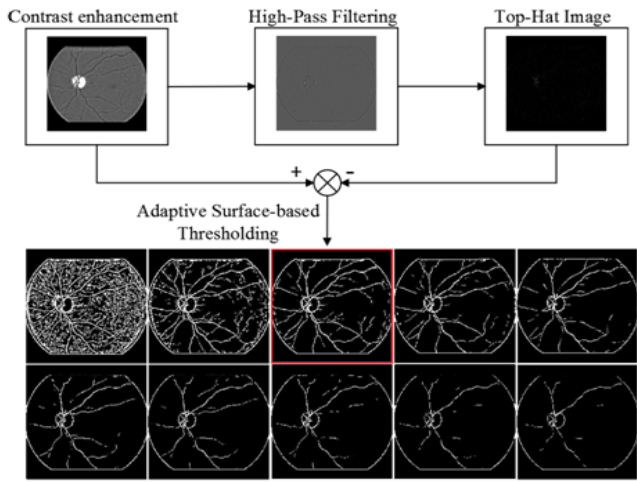 Contrast enhancement
High-Pass Filtering
Top-Hat Image
+
−
Adaptive Surface-based
Thresholding